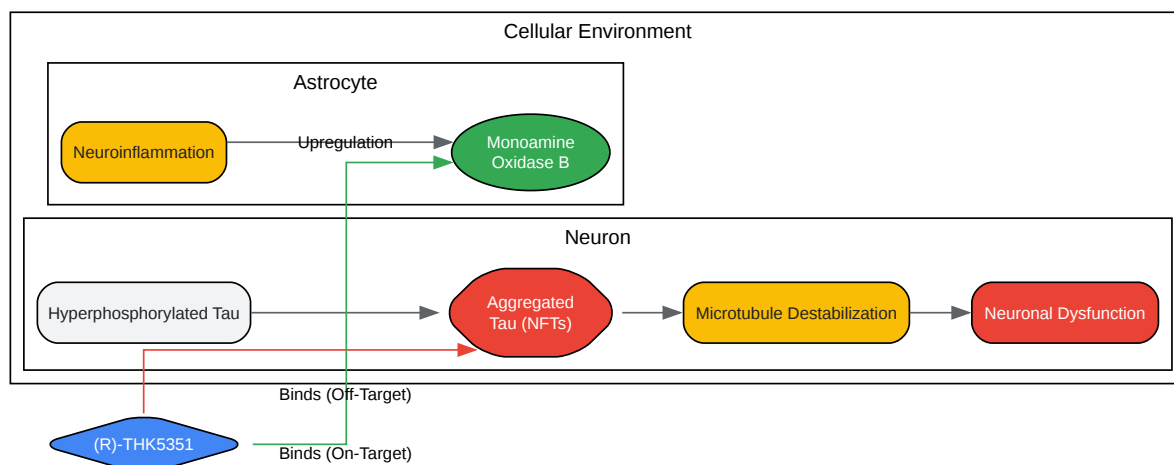 Cellular Environment
Astrocyte
Neuroinflammation
Upregulation
Monoamine
Oxidase B
Neuron
Hyperphosphorylated Tau
Aggregated
Tau (NFTs)
Microtubule Destabilization
Neuronal Dysfunction
Binds (Off-Target)
(R)-THK5351
Binds (On-Target)